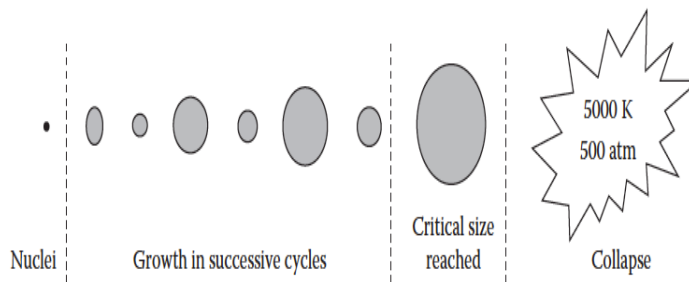 5000 K
500 atm
Critical size
reached
Nuclei
Growth in successive cycles
Collapse